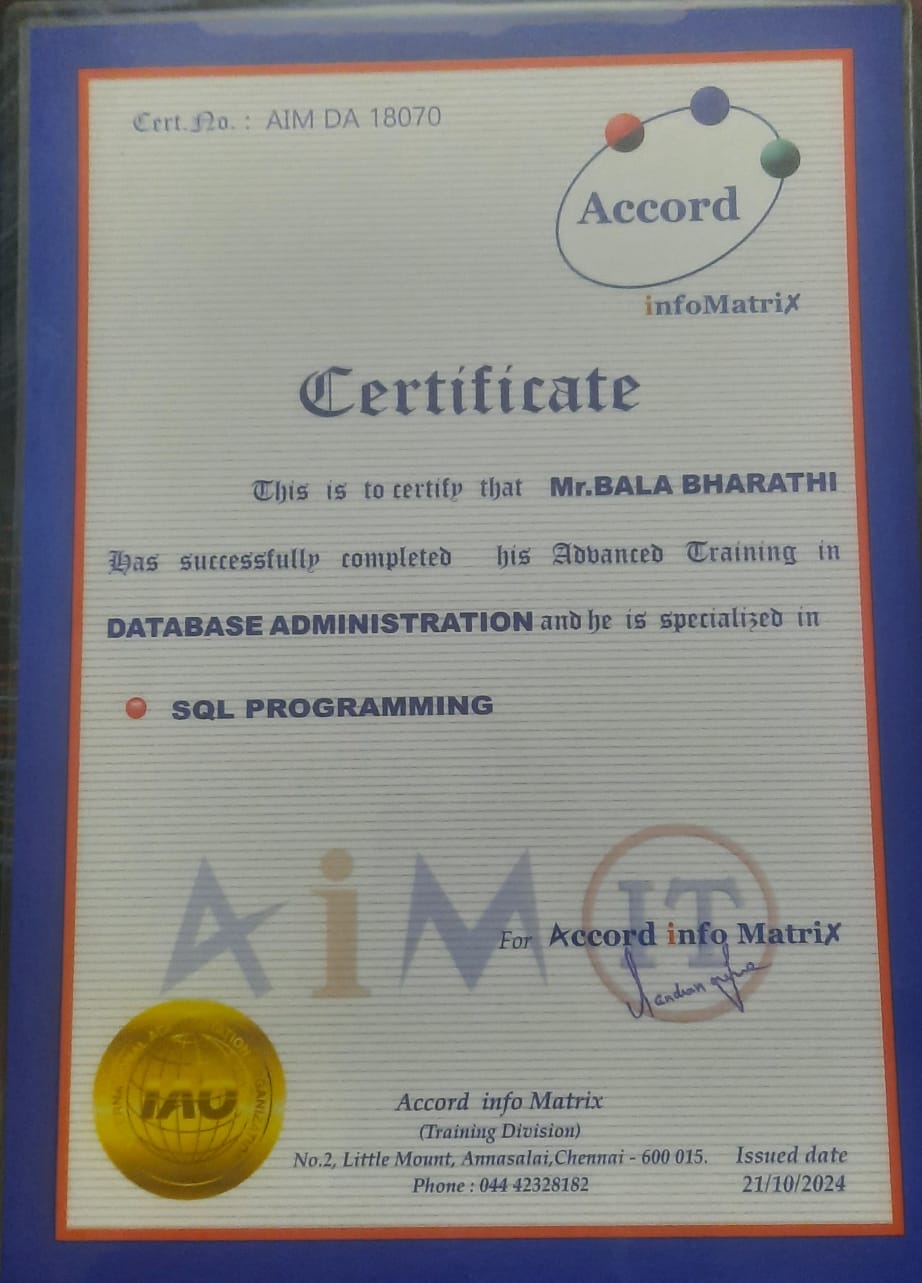 Cert.No. : AIM DA 18070
Accord
infoMatriX
Certificate
This is to certify that Mr.BALA BHARATHI
Has successfully completed his Advanced Training in
DATABASE ADMINISTRATION and he is specialized in
SQL PROGRAMMING
AiM IT
For Accord info MatriX
IAO
Accord info Matrix
(Training Division)
No.2, Little Mount, Annasalai,Chennai - 600 015.
Phone : 044 42328182
Issued date
21/10/2024